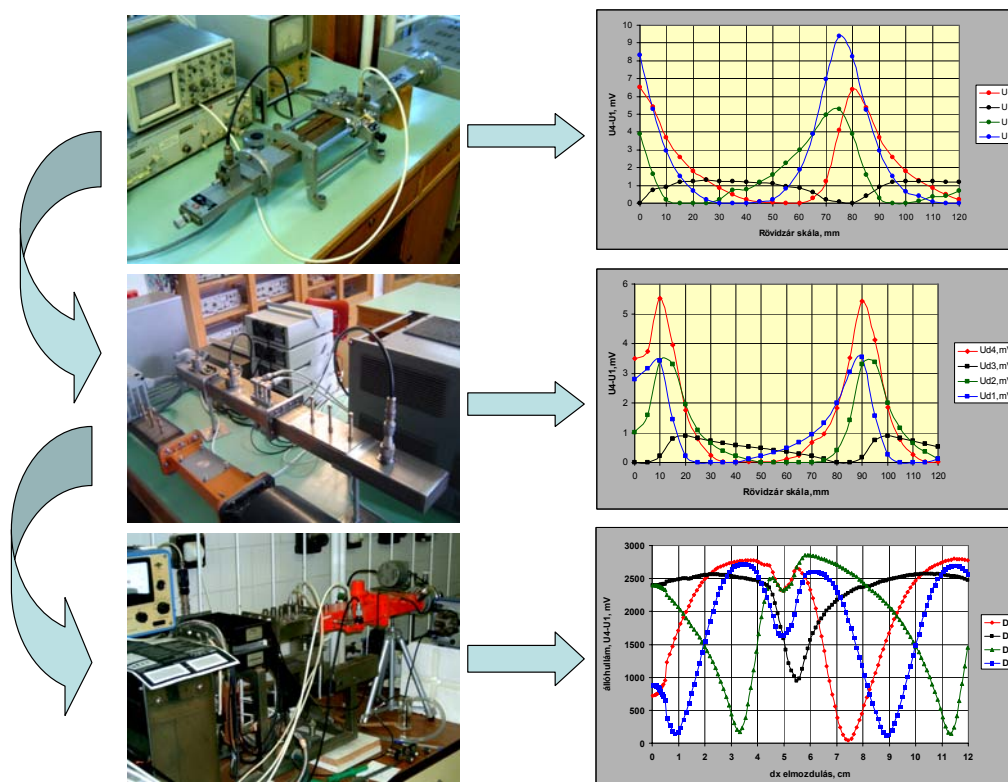 10
9
8
7
6
5
4
3
2
1
0
U4-U1, mV
0 10 20 30 40 50 60 70 80 90 100 110 120
Rövidzár skála, mm
U
U
U
U
6
5
4
3
2
1
0
U4-U1,mV
0 10 20 30 40 50 60 70 80 90 100 110 120
Rövidzár skála,mm
Ud4,mV
Ud3,mV
Ud2,mV
Ud1,mV
3000
2500
2000
1500
1000
500
0
állóhullám, U4-U1, mV
0 1 2 3 4 5 6 7 8 9 10 11 12
dx elmozdulás, cm
D
D
D
D